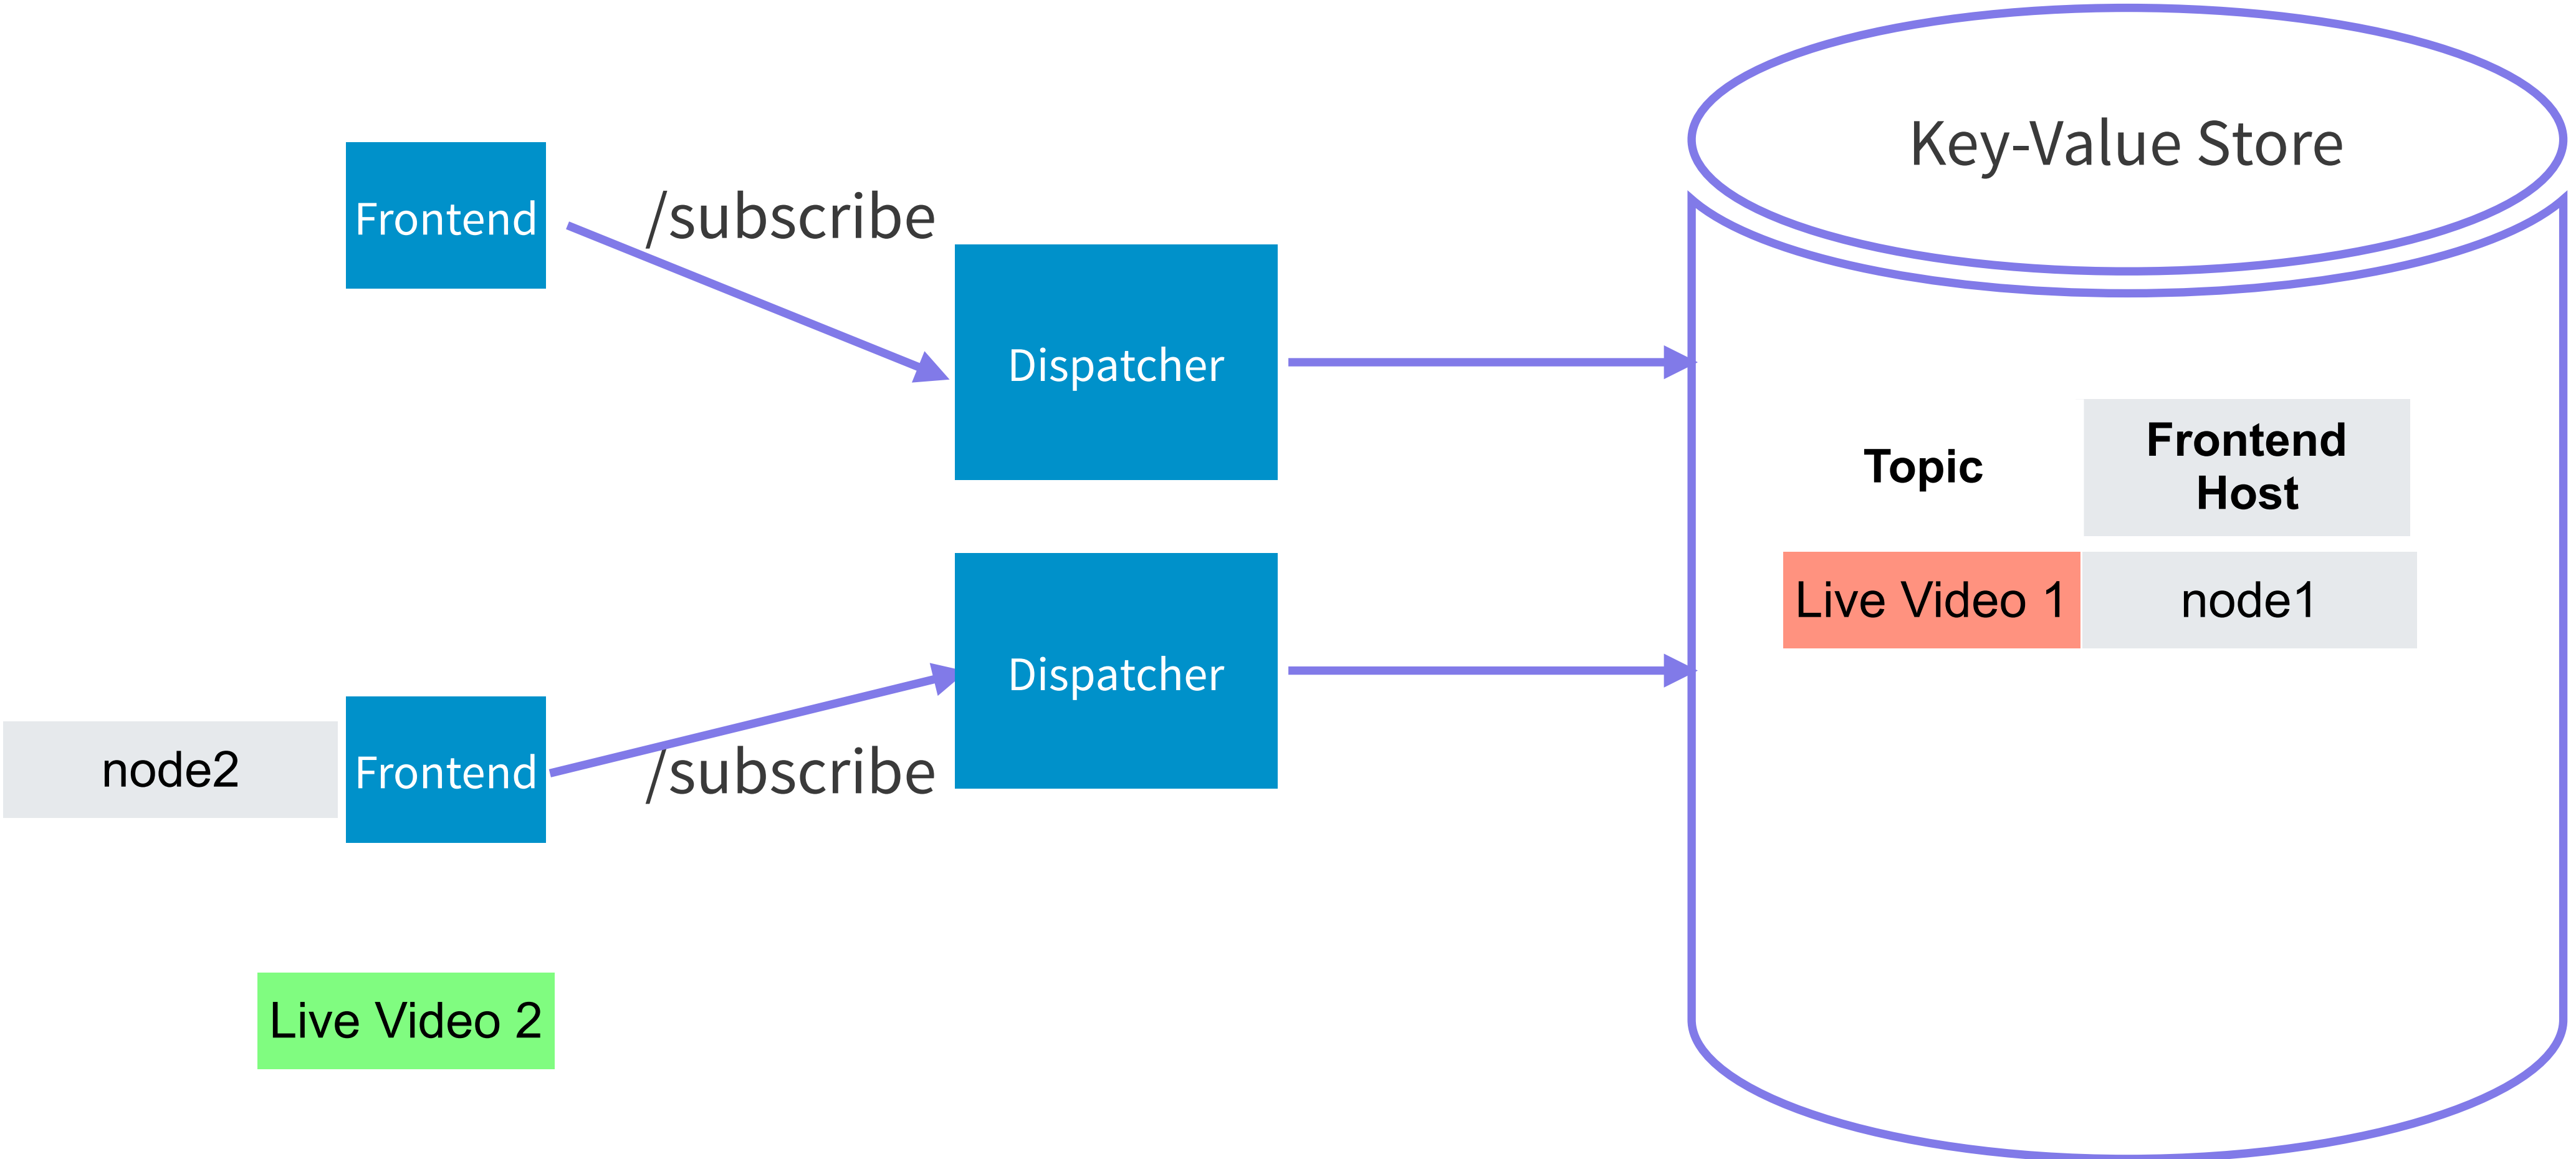 Key-Value Store
Frontend
/subscribe
Dispatcher
Topic
Frontend
Host
Live Video 1
node1
Dispatcher
node2
Frontend
/subscribe
Live Video 2